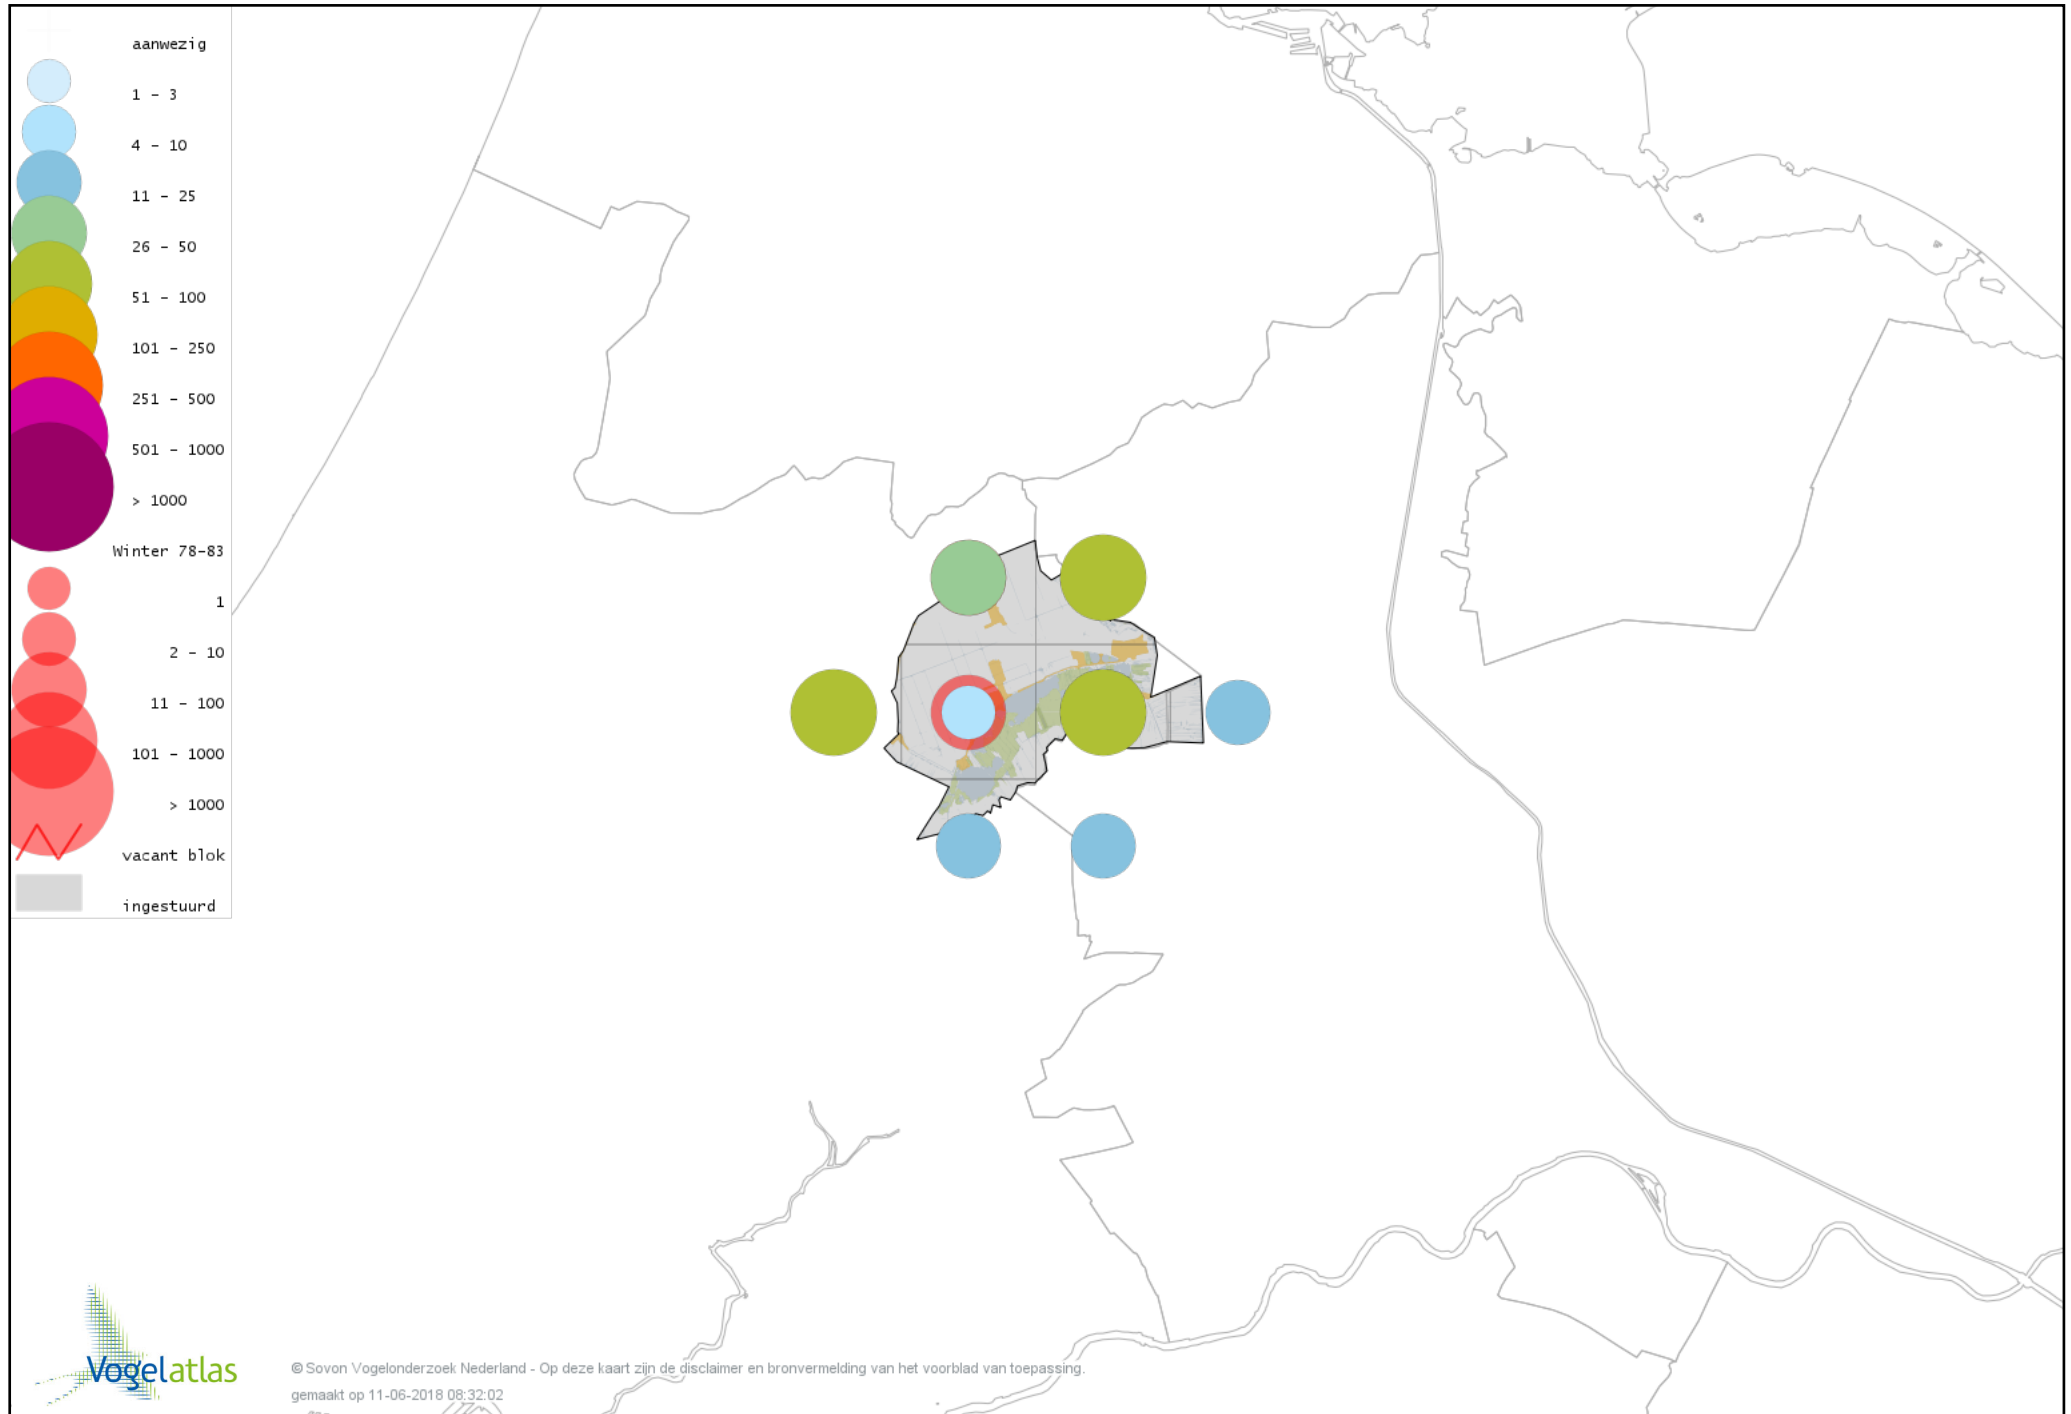 aanwezig
1 - 3
4 - 10
11 - 25
26 - 50
51 - 100
101 - 250
251 - 500
501 - 1000
> 1000
Winter 78-83
1
2 - 10
11 - 100
101 - 1000
> 1000
vacant blok
ingestuurd
Vogelatlas
© Sovon Vogelonderzoek Nederland - Op deze kaart zijn de disclaimer en bronvermelding van het voorblad van toepassing.
gemaakt op 11-06-2018 08:32:02